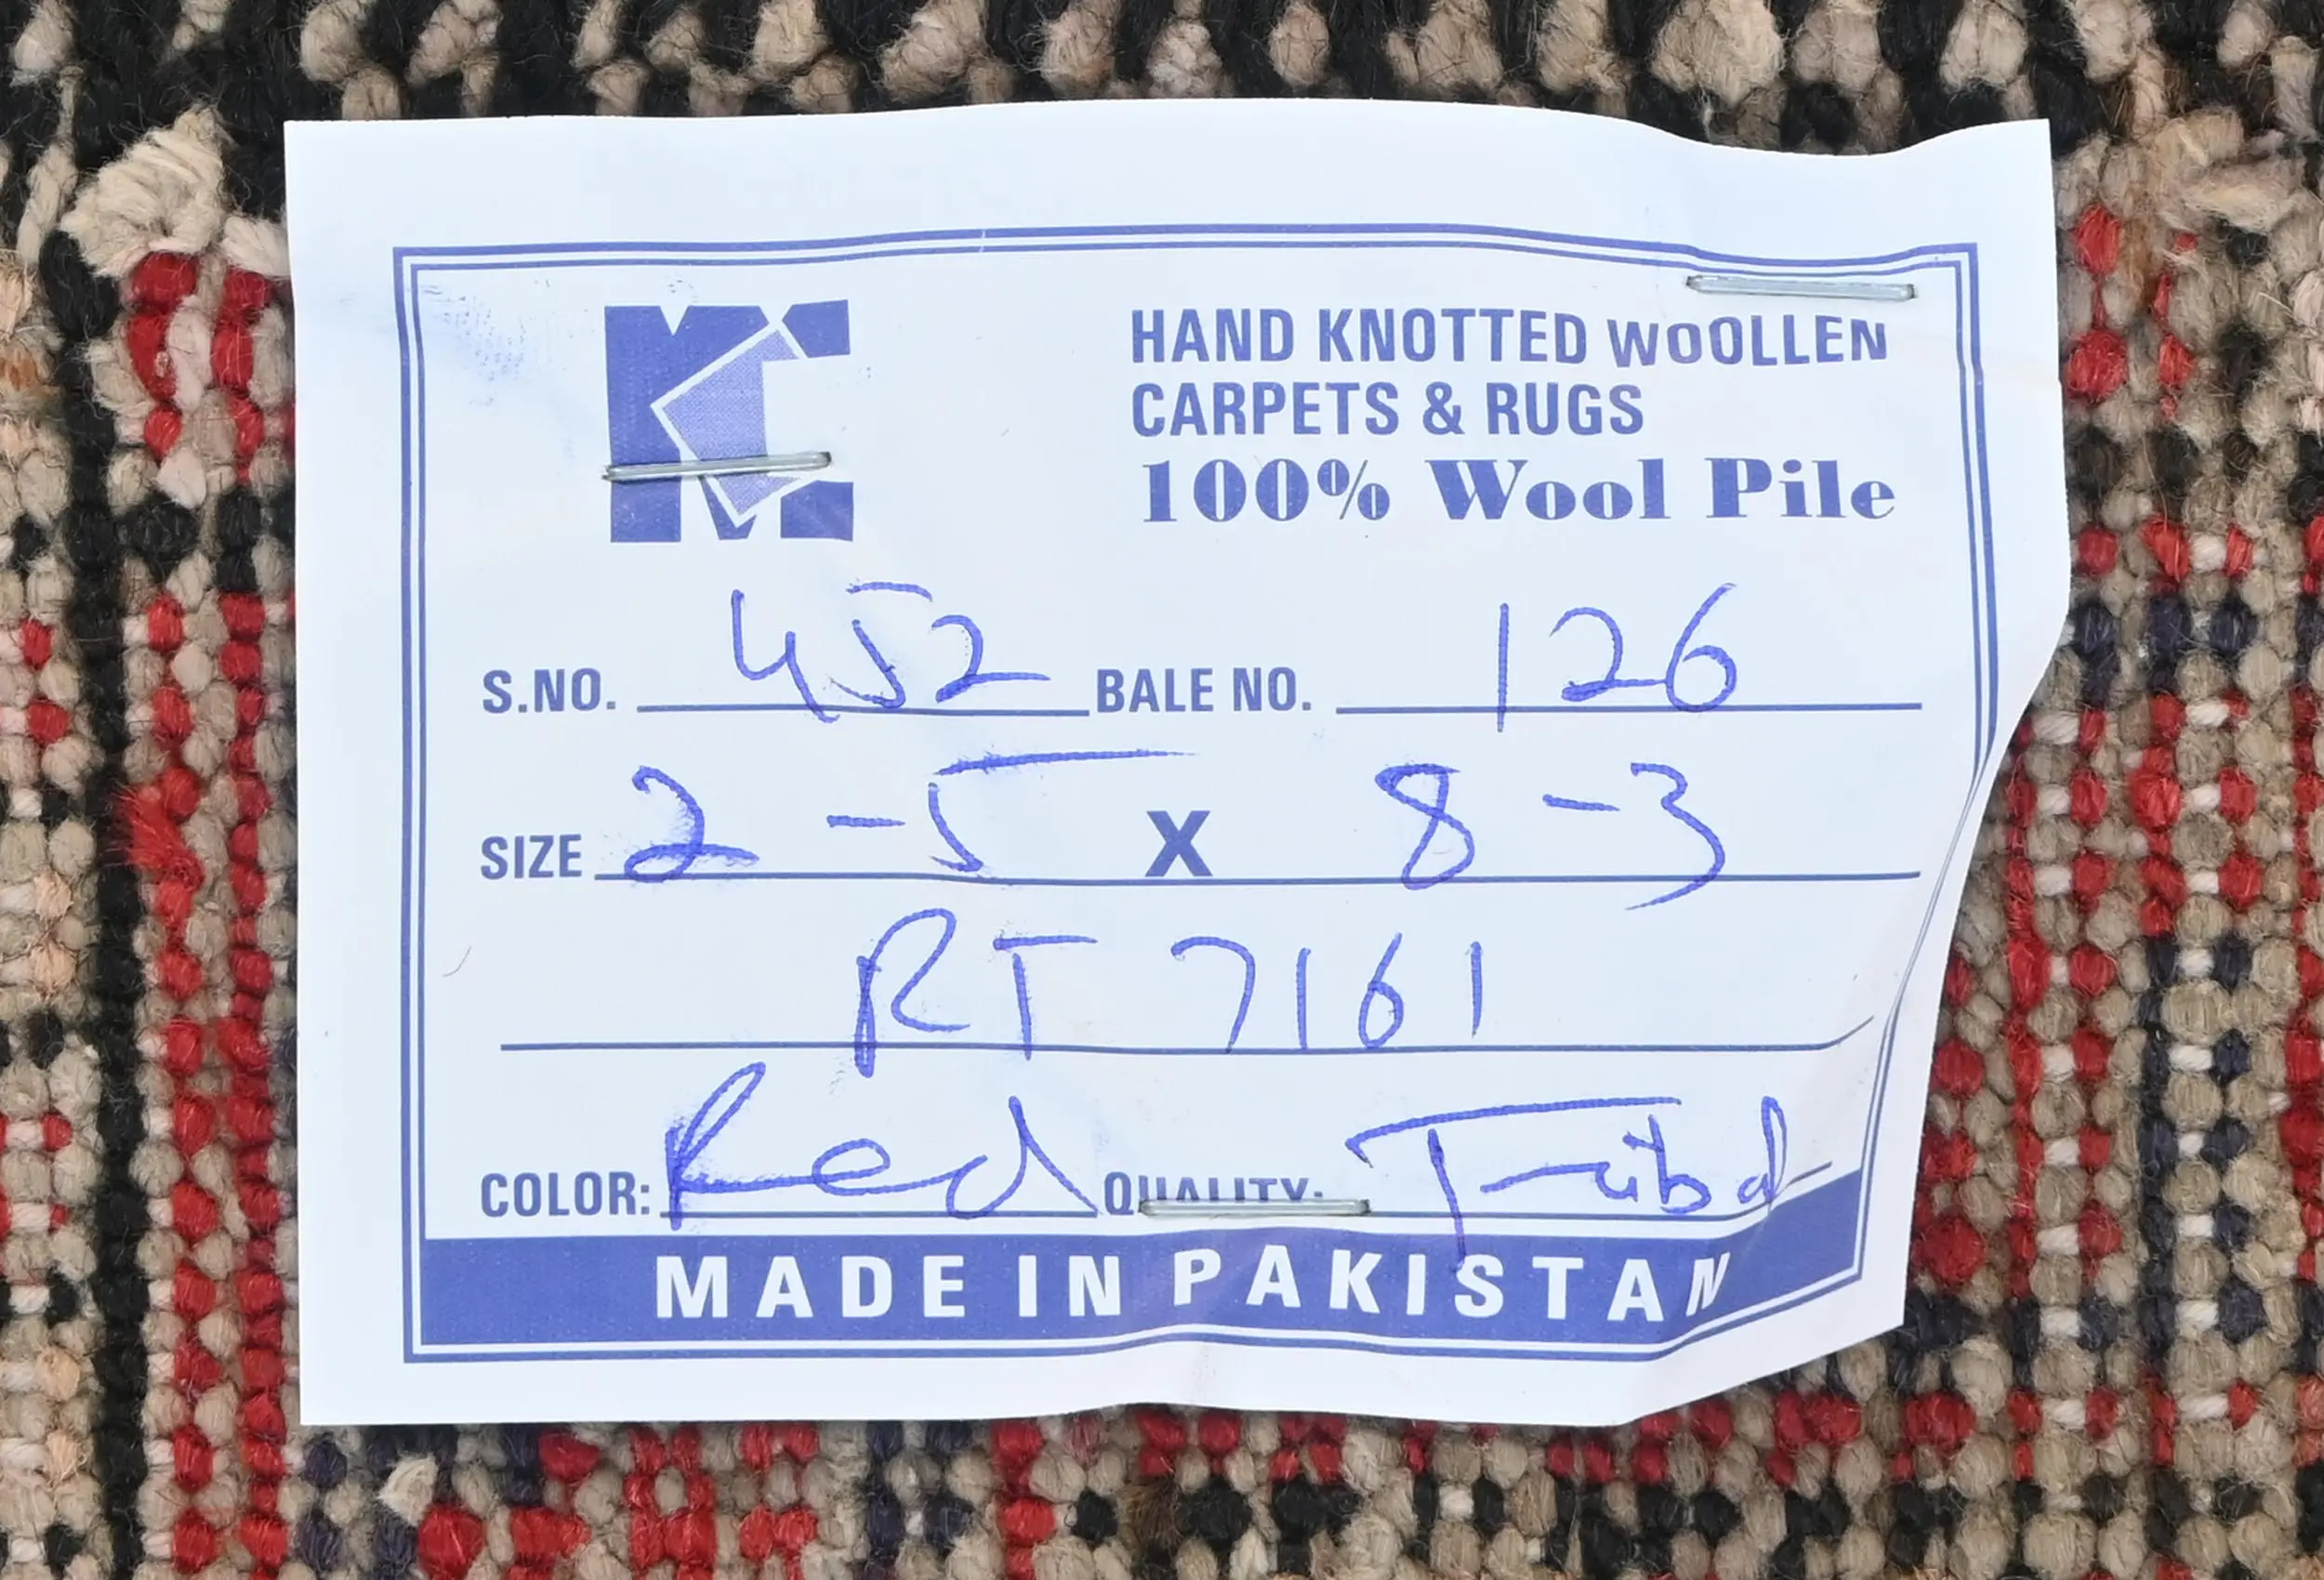 HAND KNOTTED WOOLLEN
CARPETS & RUGS
100% Wool Pile
S.NO. 452 BALE NO. 126
SIZE 2-5 X 8-3
RT 7161
COLOR: Red QUALITY: Tribal
MADE IN PAKISTAN